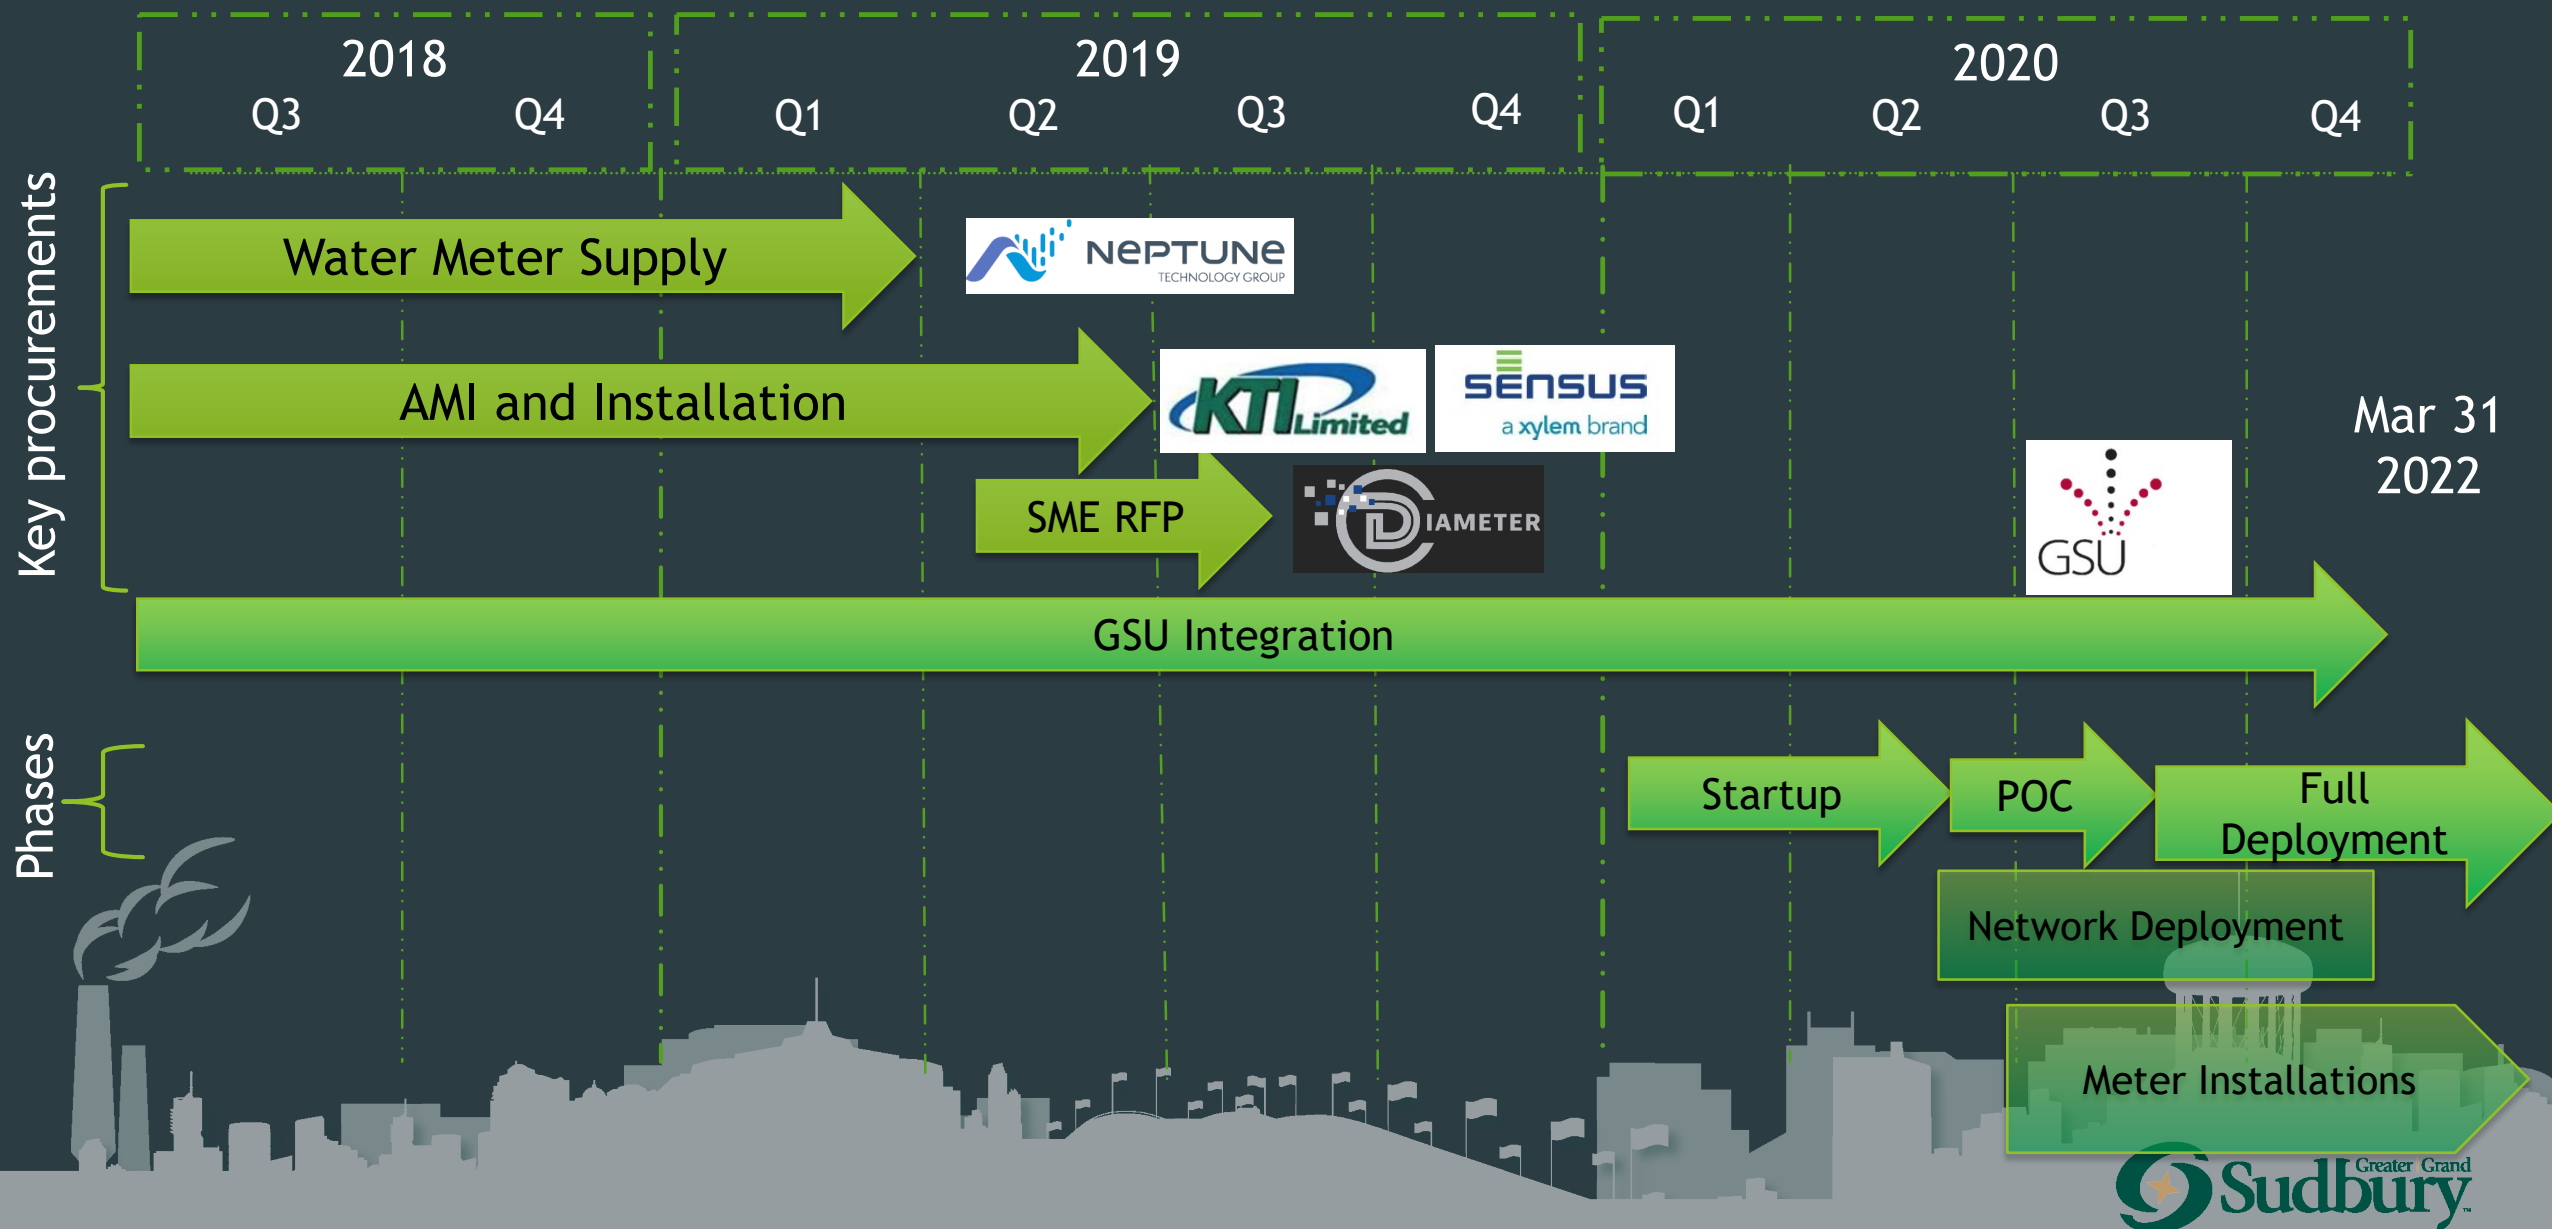 2018
2019
2020
Q3
Q4
Q1
Q2
Q3
Q4
Q1
Q2
Q3
Q4
Key procurements
Water Meter Supply
NEPTUNE
TECHNOLOGY GROUP
AMI and Installation
KTI Limited
sensus
a xylem brand
Mar 31
2022
SME RFP
DIAMETER
GSU
GSU Integration
Phases
Startup
POC
Full
Deployment
Network Deployment
Meter Installations
Greater Grand
Sudbury
TM